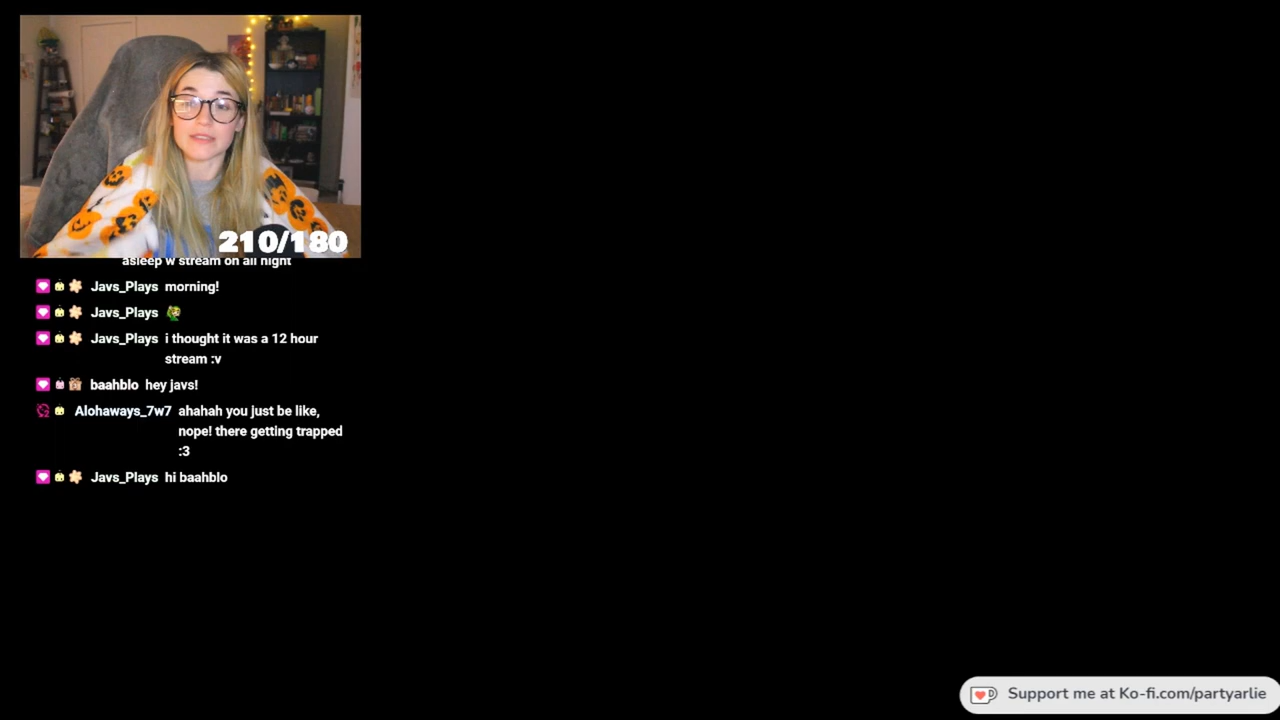 210/180
asleep w stream on all night
Javs_Plays morning!
Javs_Plays
Javs_Plays i thought it was a 12 hour
stream :v
baahblo hey javs!
Alohaways_7w7 ahahah you just be like,
nope! there getting trapped
:3
Javs_Plays hi baahblo
Support me at Ko-fi.com/partyarlie